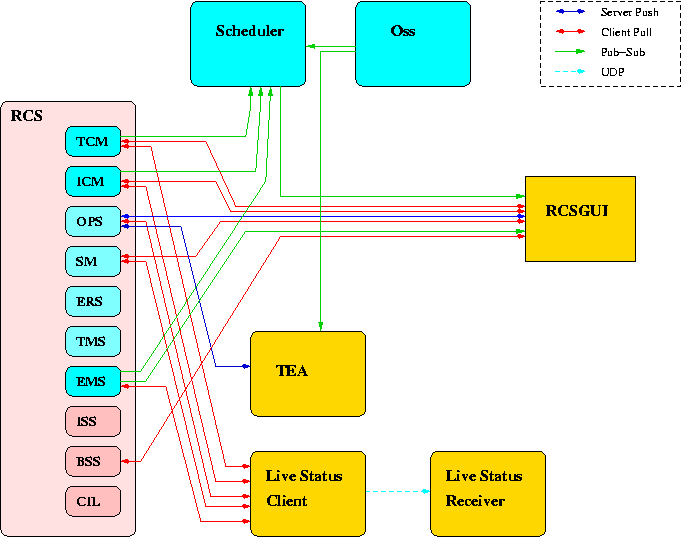 Scheduler
Oss
Server Push
Client Pull
Pub-Sub
UDP
RCS
TCM
ICM
OPS
SM
ERS
TMS
EMS
ISS
BSS
CIL
RCSGUI
TEA
Live Status
Client
Live Status
Receiver